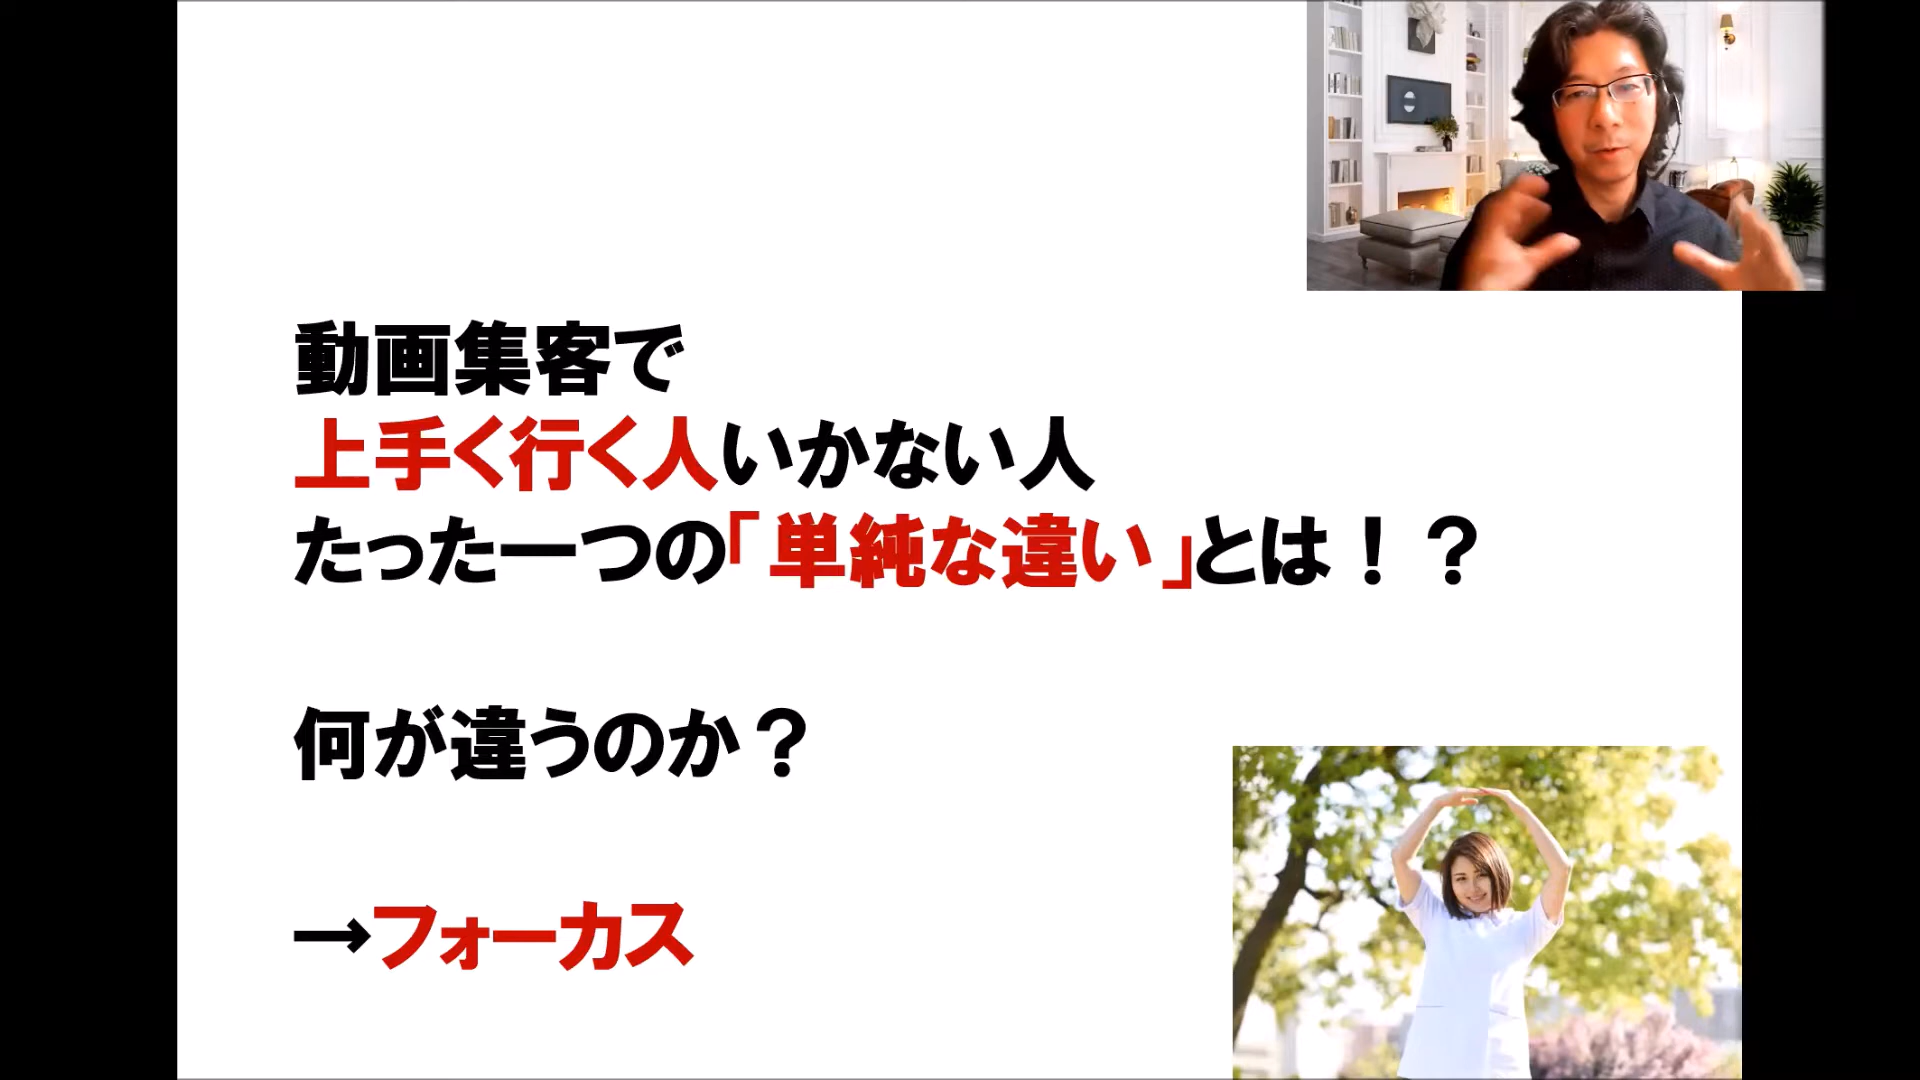 動画集客で
上手く行く人いかない人
たった一つの「単純な違い」とは！？
何が違うのか？
→フォーカス